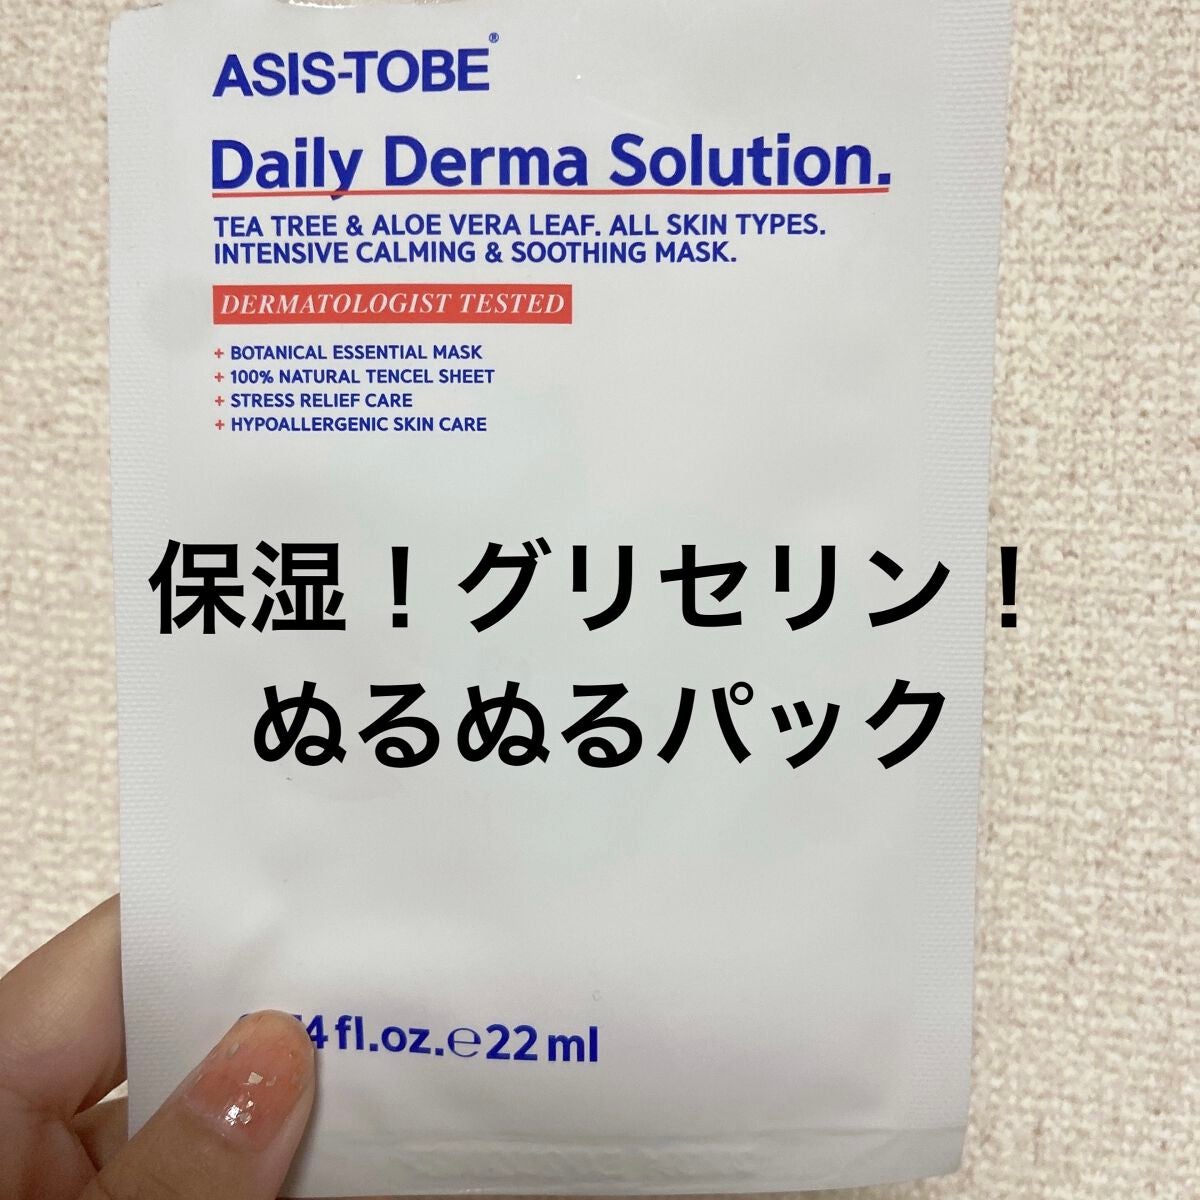 ASIS-TOBE®
Daily Derma Solution.
TEA TREE & ALOE VERA LEAF. ALL SKIN TYPES.
INTENSIVE CALMING & SOOTHING MASK.
DERMATOLOGIST TESTED
+ BOTANICAL ESSENTIAL MASK
+ 100% NATURAL TENCEL SHEET
+ STRESS RELIEF CARE
+ HYPOALLERGENIC SKIN CARE
保湿！グリセリン！
ぬるぬるパック
fl.oz.℮22 ml